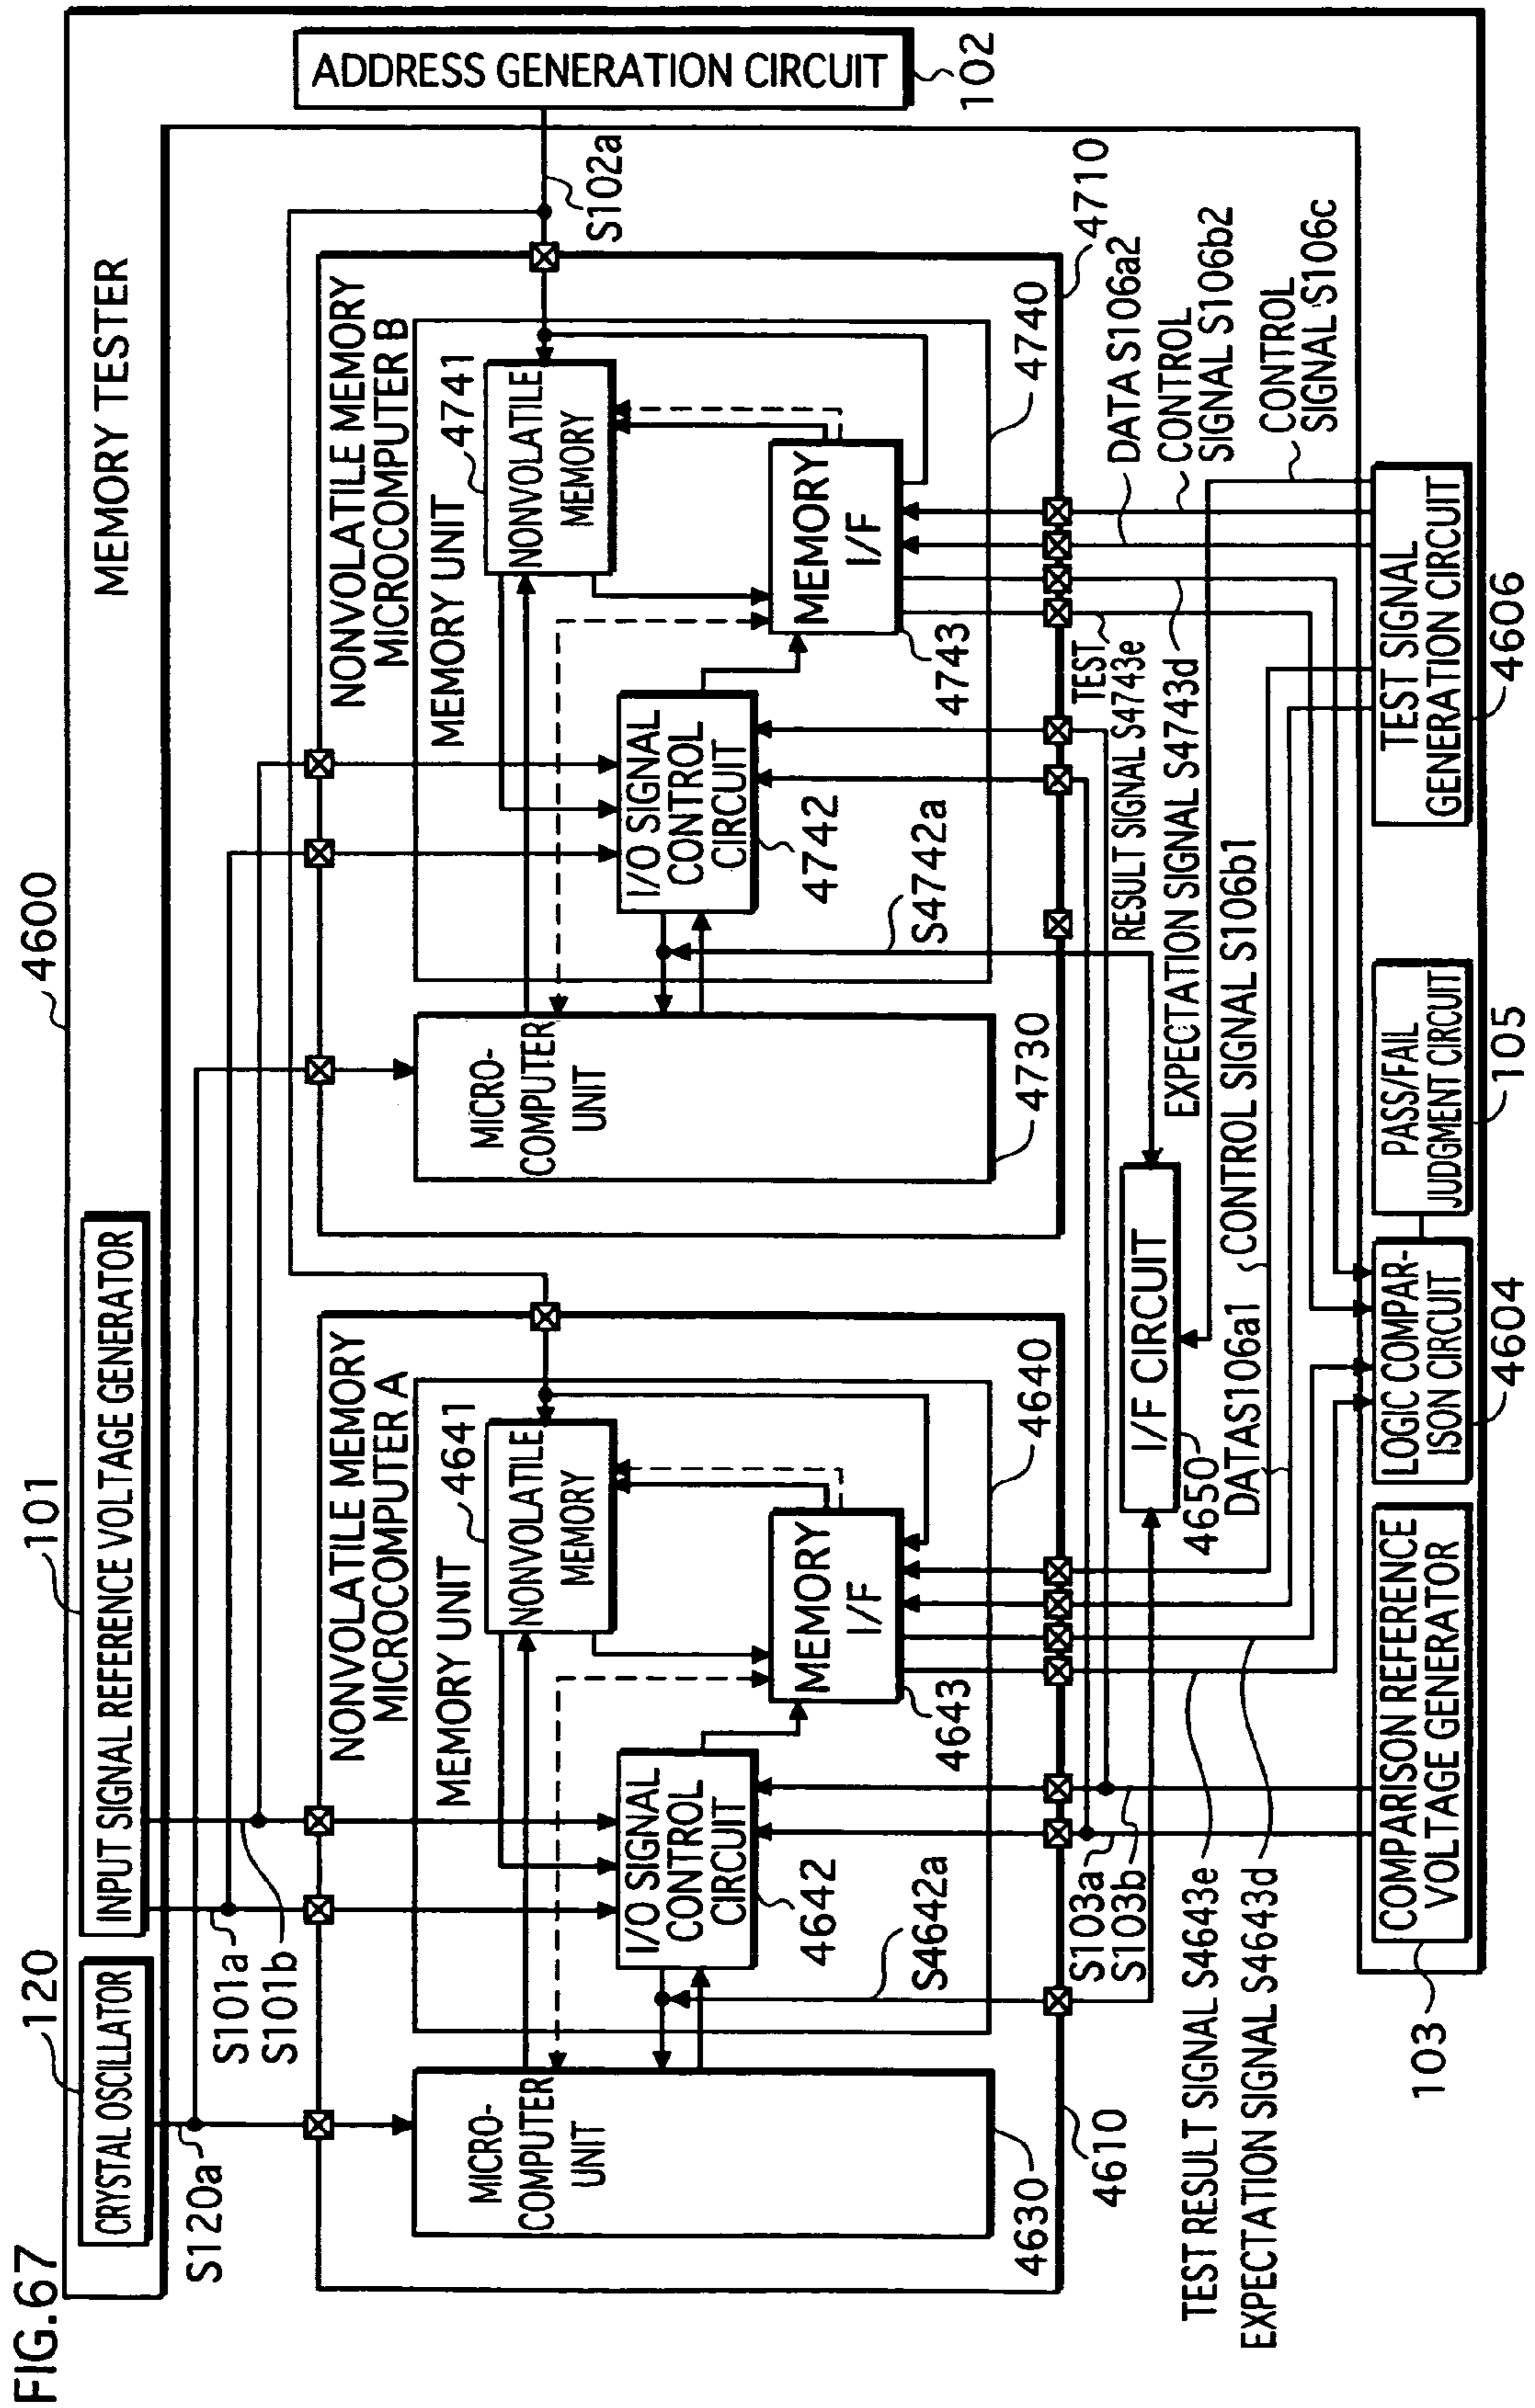 FIG.67
4600
MEMORY TESTER
120
CRYSTAL OSCILLATOR
101
INPUT SIGNAL REFERENCE VOLTAGE GENERATOR
ADDRESS GENERATION CIRCUIT
102
S120a
S101a
S101b
S102a
NONVOLATILE MEMORY
MICROCOMPUTER A
MEMORY UNIT
4641
NONVOLATILE
MEMORY
MICRO-
COMPUTER
UNIT
I/O SIGNAL
CONTROL
CIRCUIT
4642
MEMORY
I/F
4643
S4642a
4630
4640
4610
NONVOLATILE MEMORY
MICROCOMPUTER B
MEMORY UNIT
4741
NONVOLATILE
MEMORY
MICRO-
COMPUTER
UNIT
I/O SIGNAL
CONTROL
CIRCUIT
4742
MEMORY
I/F
4743
S4742a
4730
4740
4710
S103a
S103b
I/F CIRCUIT
4650
TEST
RESULT SIGNAL S4743e
EXPECTATION SIGNAL S4743d
DATA S106a2
CONTROL
SIGNAL S106b2
CONTROL
SIGNAL S106c
CONTROL SIGNAL S106b1
DATAS106a1
TEST RESULT SIGNAL S4643e
EXPECTATION SIGNAL S4643d
103
COMPARISON REFERENCE
VOLTAGE GENERATOR
LOGIC COMPAR-
ISON CIRCUIT
4604
PASS/FAIL
JUDGMENT CIRCUIT
105
TEST SIGNAL
GENERATION CIRCUIT
4606